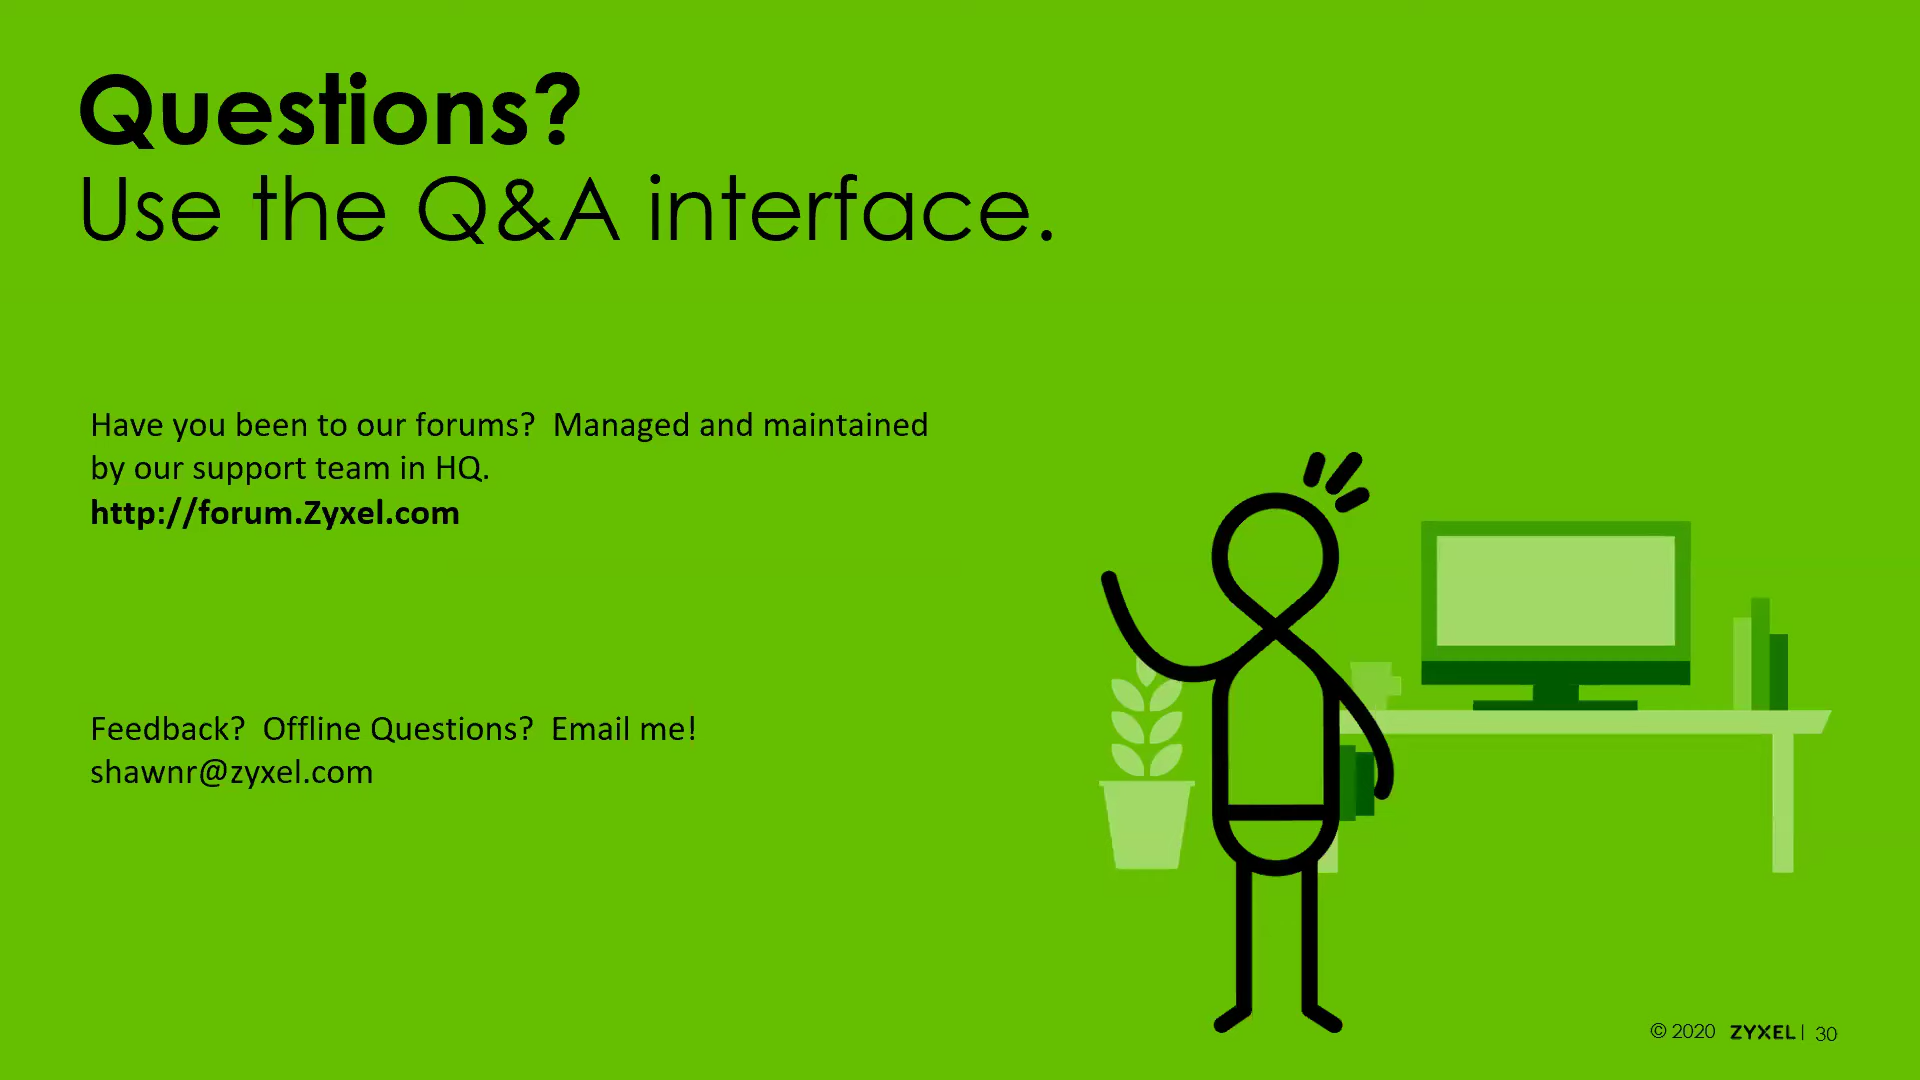 Questions?
Use the Q&A interface.
Have you been to our forums?  Managed and maintained
by our support team in HQ.
http://forum.Zyxel.com
Feedback?  Offline Questions?  Email me!
shawnr@zyxel.com
© 2020 ZYXEL | 30